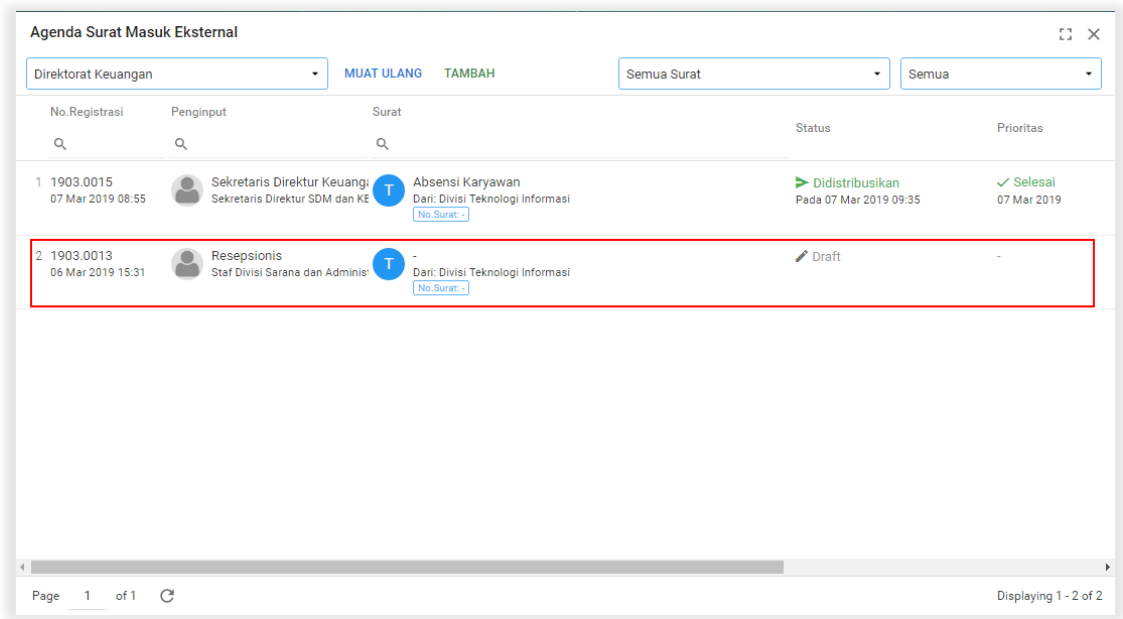 Agenda Surat Masuk Eksternal
Direktorat Keuangan MUAT ULANG TAMBAH Semua Surat Semua
No.Registrasi Penginput Surat Status Prioritas
1 1903.0015 Sekretaris Direktur Keuanga T Absensi Karyawan Didistribusikan Selesai
07 Mar 2019 08:55 Sekretaris Direktur SDM dan KE Dari: Divisi Teknologi Informasi Pada 07 Mar 2019 09:35 07 Mar 2019
No.Surat: -
2 1903.0013 Resepsionis T - Draft -
06 Mar 2019 15:31 Staf Divisi Sarana dan Adminis Dari: Divisi Teknologi Informasi
No.Surat: -
Page 1 of 1 Displaying 1 - 2 of 2